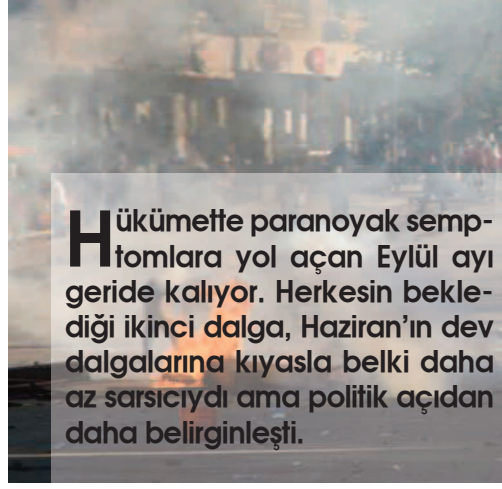 Hükümette paranoyak semp-
tomlara yol açan Eylül ayı
geride kalıyor. Herkesin bekle-
diği ikinci dalga, Haziran’ın dev
dalgalarına kıyasla belki daha
az sarsıcıydı ama politik açıdan
daha belirginleşti.